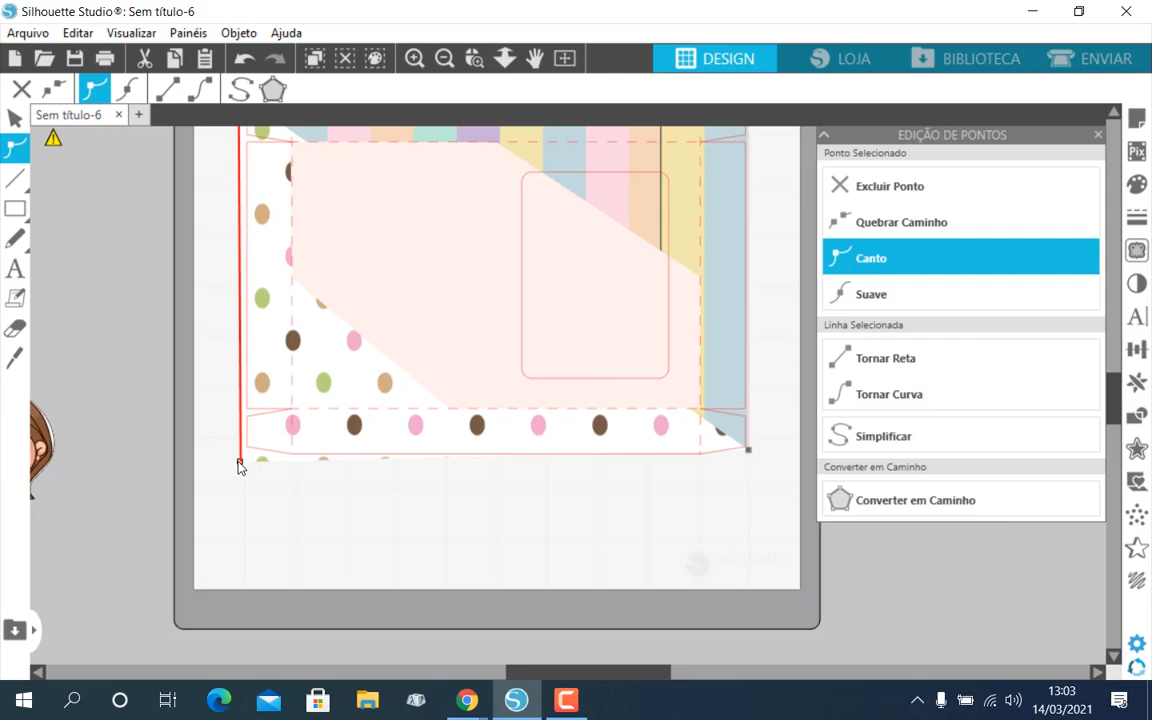 Silhouette Studio®: Sem título-6
Arquivo Editar Visualizar Painéis Objeto Ajuda
DESIGN LOJA BIBLIOTECA ENVIAR
Sem título-6 × +
EDIÇÃO DE PONTOS
Ponto Selecionado
Pix
Excluir Ponto
Quebrar Caminho
Canto
Suave
Linha Selecionada
Tornar Reta
Tornar Curva
Simplificar
Converter em Caminho
Converter em Caminho
13:03
14/03/2021